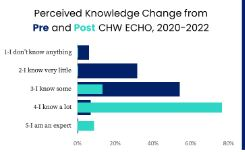 Perceived Knowledge Change from
Pre and Post CHW ECHO, 2020-2022
1-I don't know anything
2-I know very little
3-I know some
4-I know a lot
5-I am an expert
0% 20% 40% 60% 80%